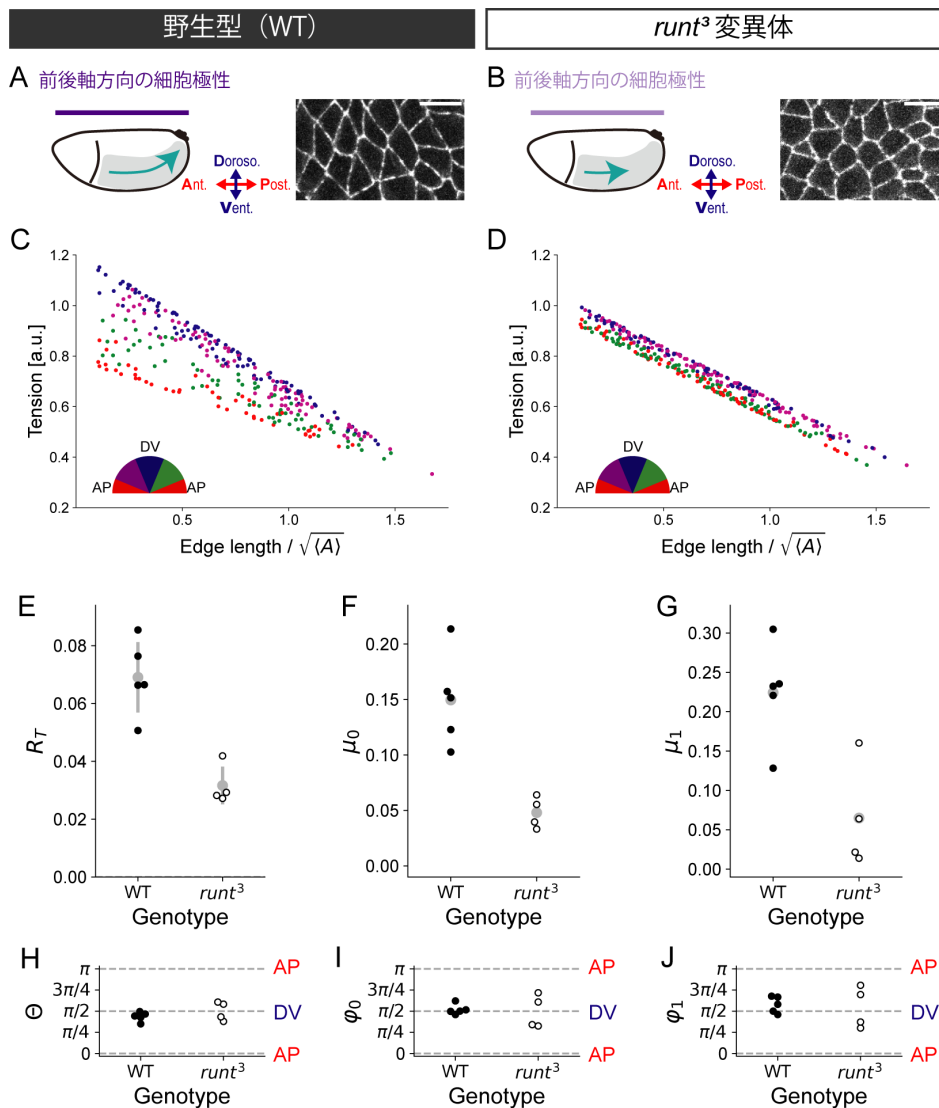 野生型（WT）
runt³ 変異体
A 前後軸方向の細胞極性
Doroso.
Ant. Post.
Vent.
B 前後軸方向の細胞極性
Doroso.
Ant. Post.
Vent.
C
1.2
1.0
0.8
0.6
0.4
0.2
Tension [a.u.]
DV
AP AP
0.5 1.0 1.5
Edge length / √⟨A⟩
D
1.2
1.0
0.8
0.6
0.4
0.2
Tension [a.u.]
DV
AP AP
0.5 1.0 1.5
Edge length / √⟨A⟩
E
0.08
0.06
0.04
0.02
0.00
R_T
WT runt³
Genotype
F
0.20
0.15
0.10
0.05
0.00
μ₀
WT runt³
Genotype
G
0.30
0.25
0.20
0.15
0.10
0.05
0.00
μ₁
WT runt³
Genotype
H
π AP
3π/4
π/2 DV
π/4
0 AP
Θ
WT runt³
Genotype
I
π AP
3π/4
π/2 DV
π/4
0 AP
φ₀
WT runt³
Genotype
J
π AP
3π/4
π/2 DV
π/4
0 AP
φ₁
WT runt³
Genotype